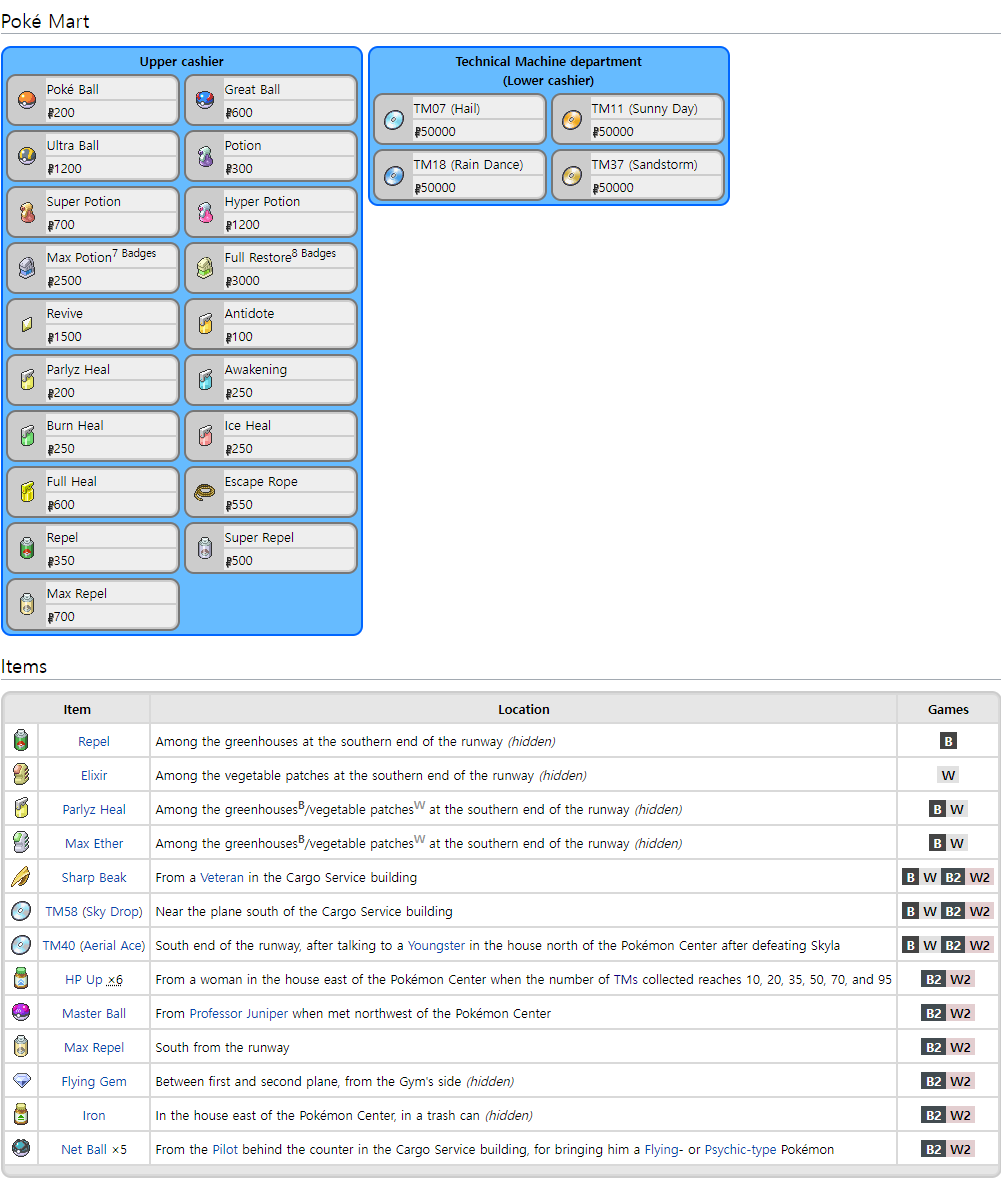 Poké Mart
Upper cashier
Poké Ball
₽200
Great Ball
₽600
Ultra Ball
₽1200
Potion
₽300
Super Potion
₽700
Hyper Potion
₽1200
Max Potion7 Badges
₽2500
Full Restore8 Badges
₽3000
Revive
₽1500
Antidote
₽100
Parlyz Heal
₽200
Awakening
₽250
Burn Heal
₽250
Ice Heal
₽250
Full Heal
₽600
Escape Rope
₽550
Repel
₽350
Super Repel
₽500
Max Repel
₽700
Technical Machine department
(Lower cashier)
TM07 (Hail)
₽50000
TM11 (Sunny Day)
₽50000
TM18 (Rain Dance)
₽50000
TM37 (Sandstorm)
₽50000
Items
Item Location Games
Repel Among the greenhouses at the southern end of the runway (hidden) B
Elixir Among the vegetable patches at the southern end of the runway (hidden) W
Parlyz Heal Among the greenhousesB/vegetable patchesW at the southern end of the runway (hidden) B W
Max Ether Among the greenhousesB/vegetable patchesW at the southern end of the runway (hidden) B W
Sharp Beak From a Veteran in the Cargo Service building B W B2 W2
TM58 (Sky Drop) Near the plane south of the Cargo Service building B W B2 W2
TM40 (Aerial Ace) South end of the runway, after talking to a Youngster in the house north of the Pokémon Center after defeating Skyla B W B2 W2
HP Up ×6 From a woman in the house east of the Pokémon Center when the number of TMs collected reaches 10, 20, 35, 50, 70, and 95 B2 W2
Master Ball From Professor Juniper when met northwest of the Pokémon Center B2 W2
Max Repel South from the runway B2 W2
Flying Gem Between first and second plane, from the Gym's side (hidden) B2 W2
Iron In the house east of the Pokémon Center, in a trash can (hidden) B2 W2
Net Ball ×5 From the Pilot behind the counter in the Cargo Service building, for bringing him a Flying- or Psychic-type Pokémon B2 W2